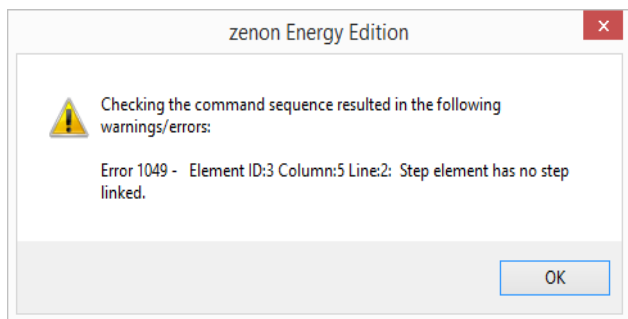 zenon Energy Edition
Checking the command sequence resulted in the following
warnings/errors:
Error 1049 -   Element ID:3 Column:5 Line:2:  Step element has no step
linked.
OK